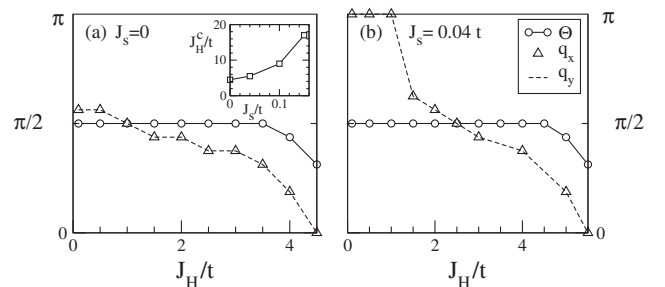 π
(a) J_s=0
J_H^c/t
20
10
0
0
0.1
J_s/t
(b) J_s= 0.04 t
Θ
q_x
q_y
π
π/2
π/2
0
0
0
2
4
0
2
4
J_H/t
J_H/t